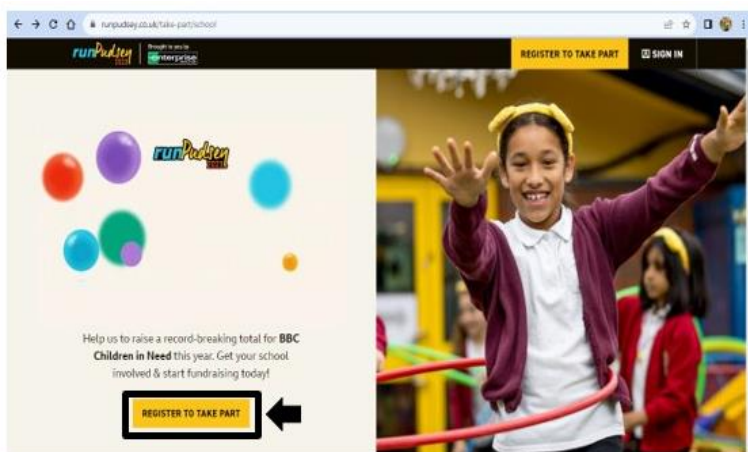 runpudsey.co.uk/take-part/school
runPudsey
Brought to you by
enterprise
REGISTER TO TAKE PART
SIGN IN
runPudsey
Help us to raise a record-breaking total for BBC
Children in Need this year. Get your school
involved & start fundraising today!
REGISTER TO TAKE PART